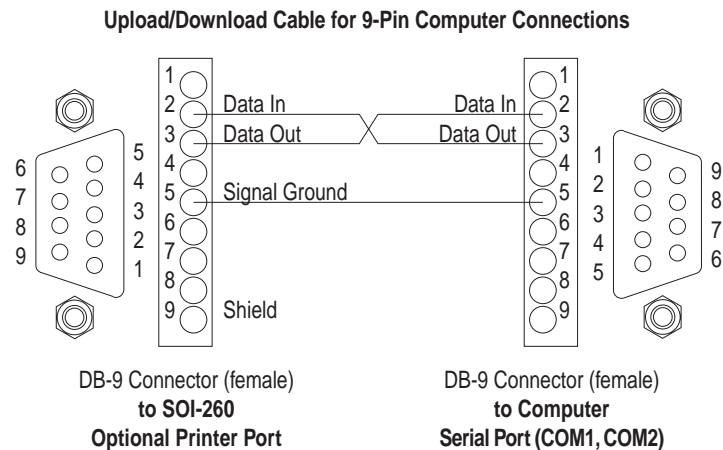 Upload/Download Cable for 9-Pin Computer Connections
1 1
2 Data In Data In 2
3 Data Out Data Out 3
4 4
5 Signal Ground 5
6 6
7 7
8 8
9 Shield 9
5
6
4
7
3
8
2
9
1
1
9
2
8
3
7
4
6
5
DB-9 Connector (female)
to SOI-260
Optional Printer Port
DB-9 Connector (female)
to Computer
Serial Port (COM1, COM2)